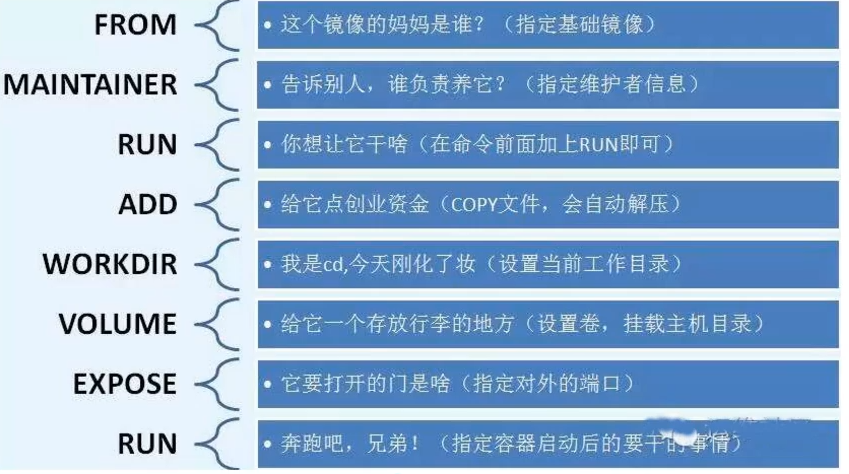 FROM
• 这个镜像的妈妈是谁？（指定基础镜像）
MAINTAINER
• 告诉别人，谁负责养它？（指定维护者信息）
RUN
• 你想让它干啥（在命令前面加上RUN即可）
ADD
• 给它点创业资金（COPY文件，会自动解压）
WORKDIR
• 我是cd,今天刚化了妆（设置当前工作目录）
VOLUME
• 给它一个存放行李的地方（设置卷，挂载主机目录）
EXPOSE
• 它要打开的门是啥（指定对外的端口）
RUN
• 奔跑吧，兄弟！（指定容器启动后的要干的事情）